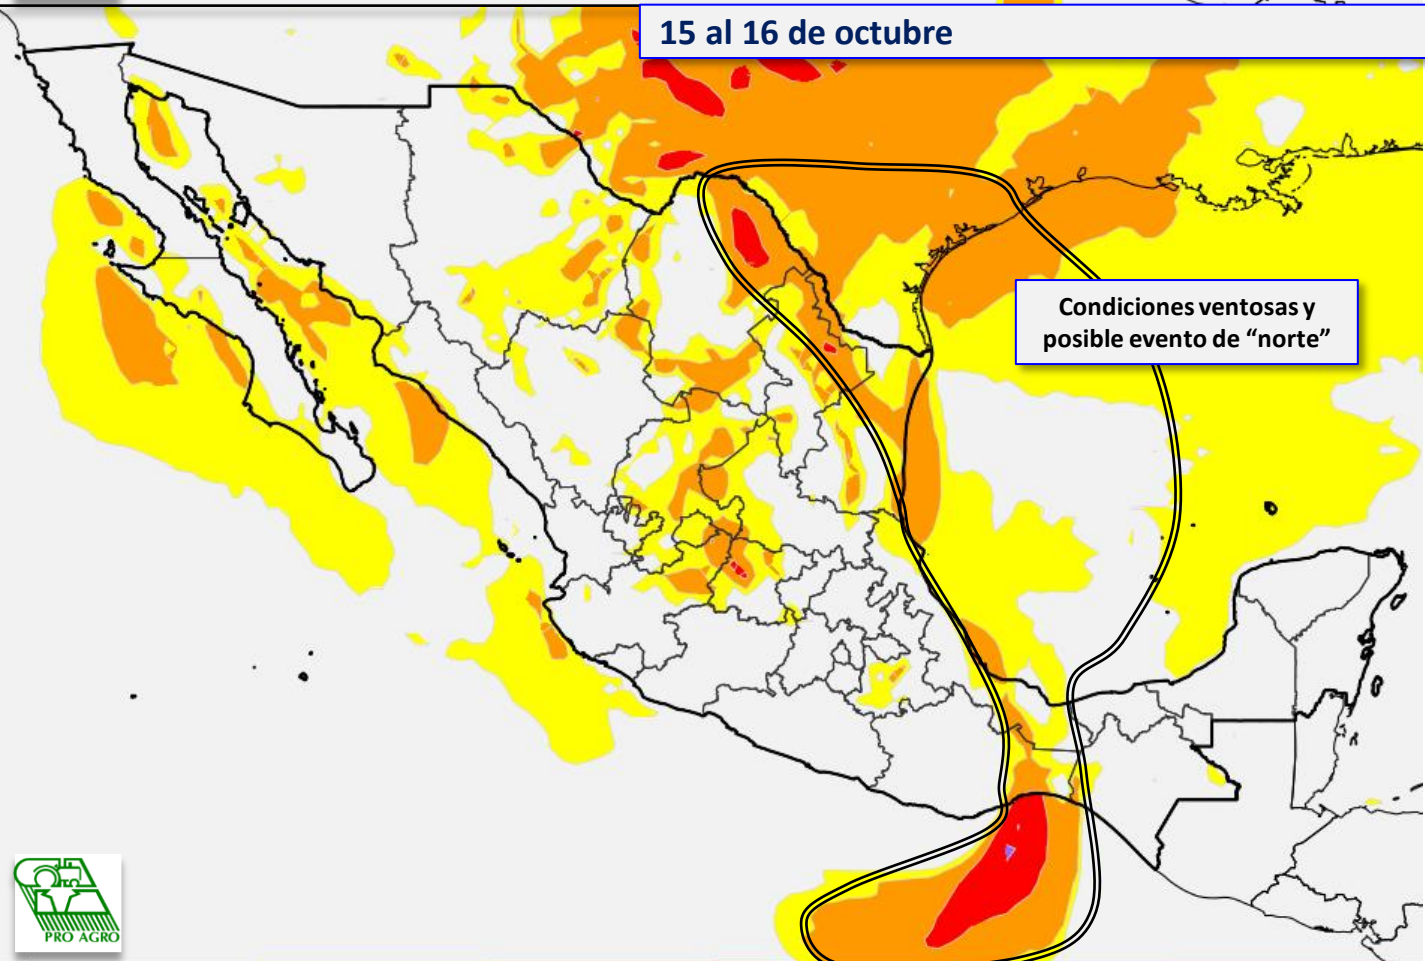 15 al 16 de octubre
Condiciones ventosas y
posible evento de “norte”
PRO AGRO